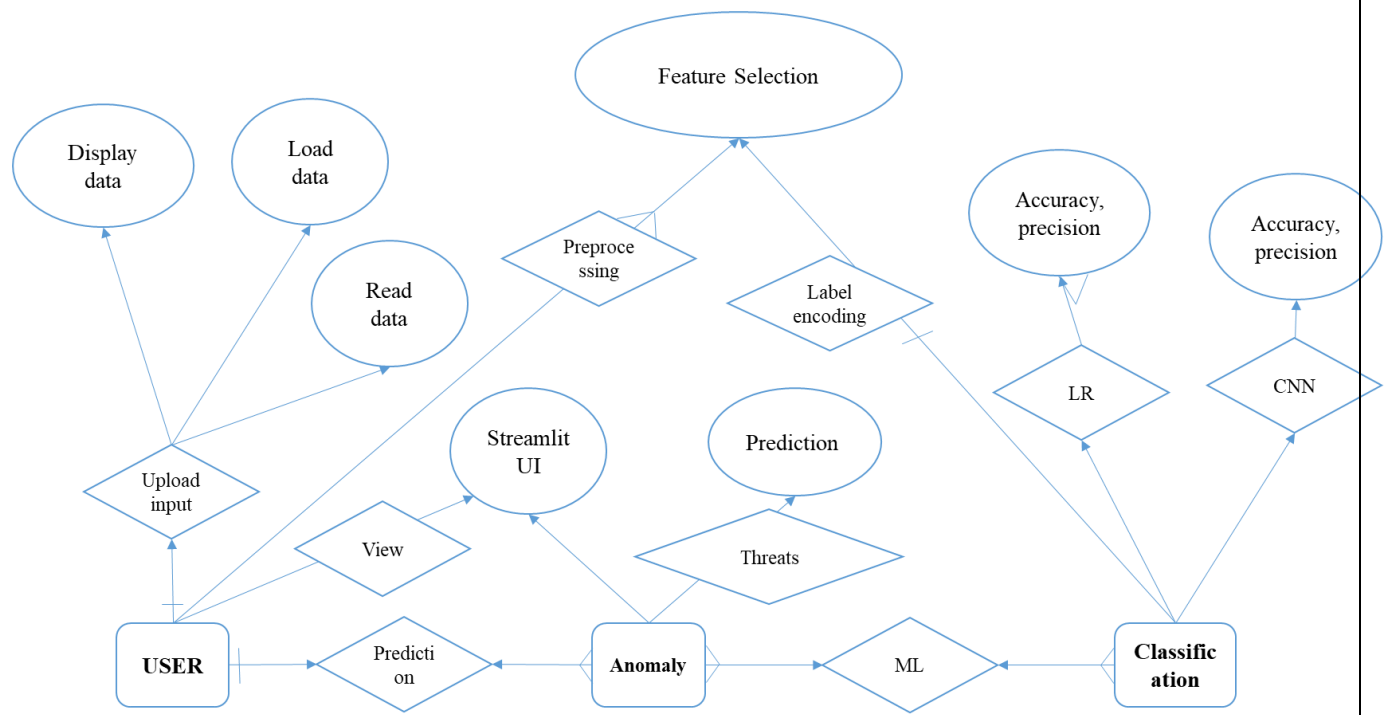 Feature Selection
Display
data
Load
data
Accuracy,
precision
Accuracy,
precision
Preproce
ssing
Read
data
Label
encoding
LR
CNN
Streamlit
UI
Prediction
Upload
input
View
Threats
USER
Predicti
on
Anomaly
ML
Classific
ation